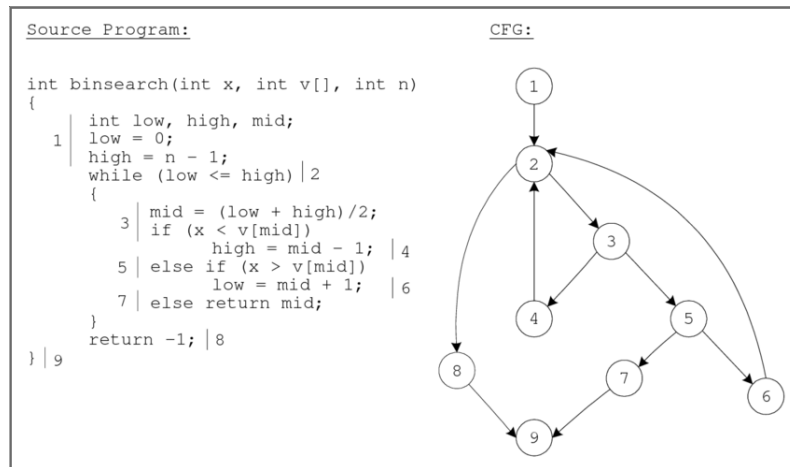 Source Program:
int binsearch(int x, int v[], int n)
{
int low, high, mid;
1 low = 0;
high = n - 1;
while (low <= high) 2
{
3 mid = (low + high)/2;
if (x < v[mid])
high = mid - 1; 4
5 else if (x > v[mid])
low = mid + 1; 6
7 else return mid;
}
return -1; 8
} 9
CFG:
1
2
3
4
5
8
7
6
9